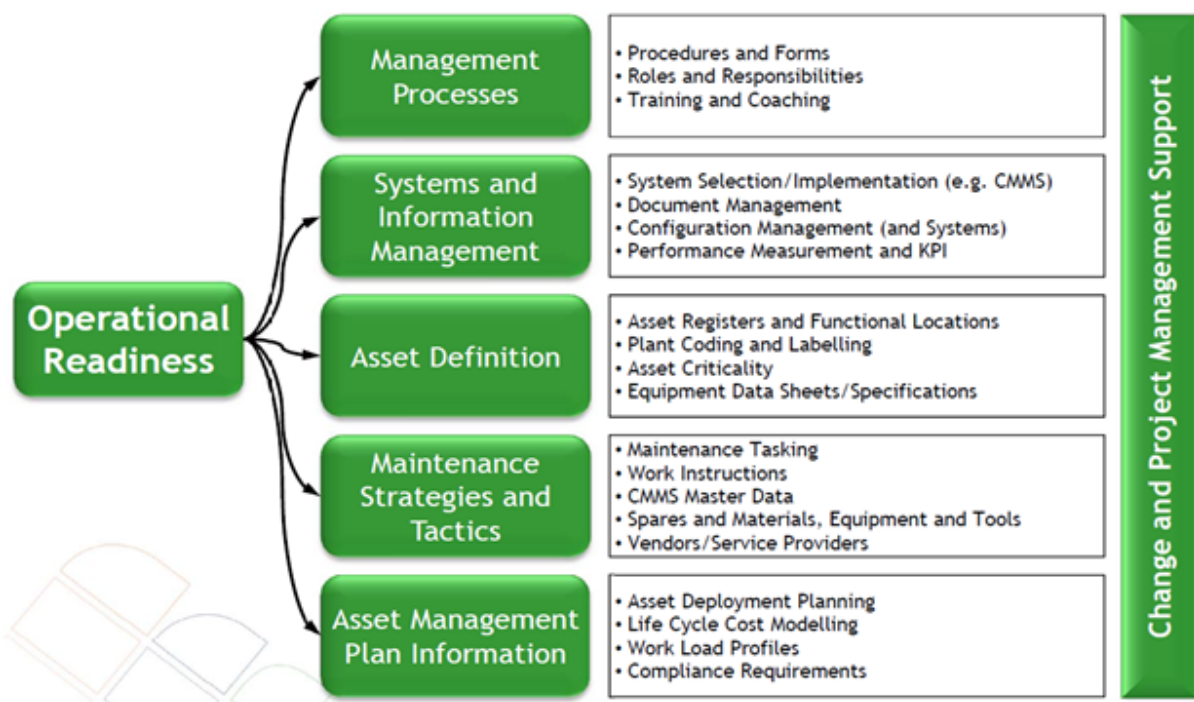 Operational
Readiness
Management
Processes
• Procedures and Forms
• Roles and Responsibilities
• Training and Coaching
Systems and
Information
Management
• System Selection/Implementation (e.g. CMMS)
• Document Management
• Configuration Management (and Systems)
• Performance Measurement and KPI
Asset Definition
• Asset Registers and Functional Locations
• Plant Coding and Labelling
• Asset Criticality
• Equipment Data Sheets/Specifications
Maintenance
Strategies and
Tactics
• Maintenance Tasking
• Work Instructions
• CMMS Master Data
• Spares and Materials, Equipment and Tools
• Vendors/Service Providers
Asset Management
Plan Information
• Asset Deployment Planning
• Life Cycle Cost Modelling
• Work Load Profiles
• Compliance Requirements
Change and Project Management Support